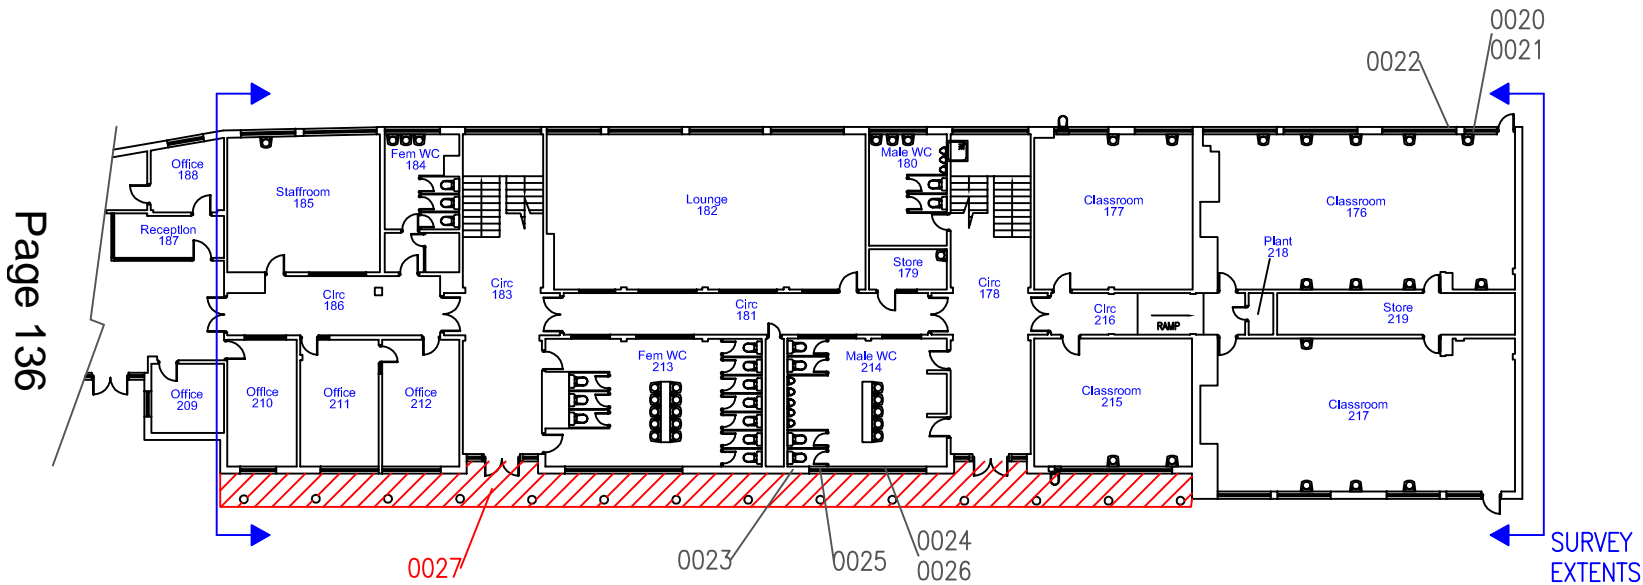 0020
0021
0022
Office
188
Fem WC
184
Male WC
180
Staffroom
185
Lounge
182
Classroom
177
Classroom
176
Reception
187
Plant
218
Store
179
Circ
186
Circ
183
Circ
181
Circ
178
Circ
216
RAMP
Store
219
Page 136
Office
209
Office
210
Office
211
Office
212
Fem WC
213
Male WC
214
Classroom
215
Classroom
217
0027
0023
0025
0024
0026
SURVEY
EXTENTS